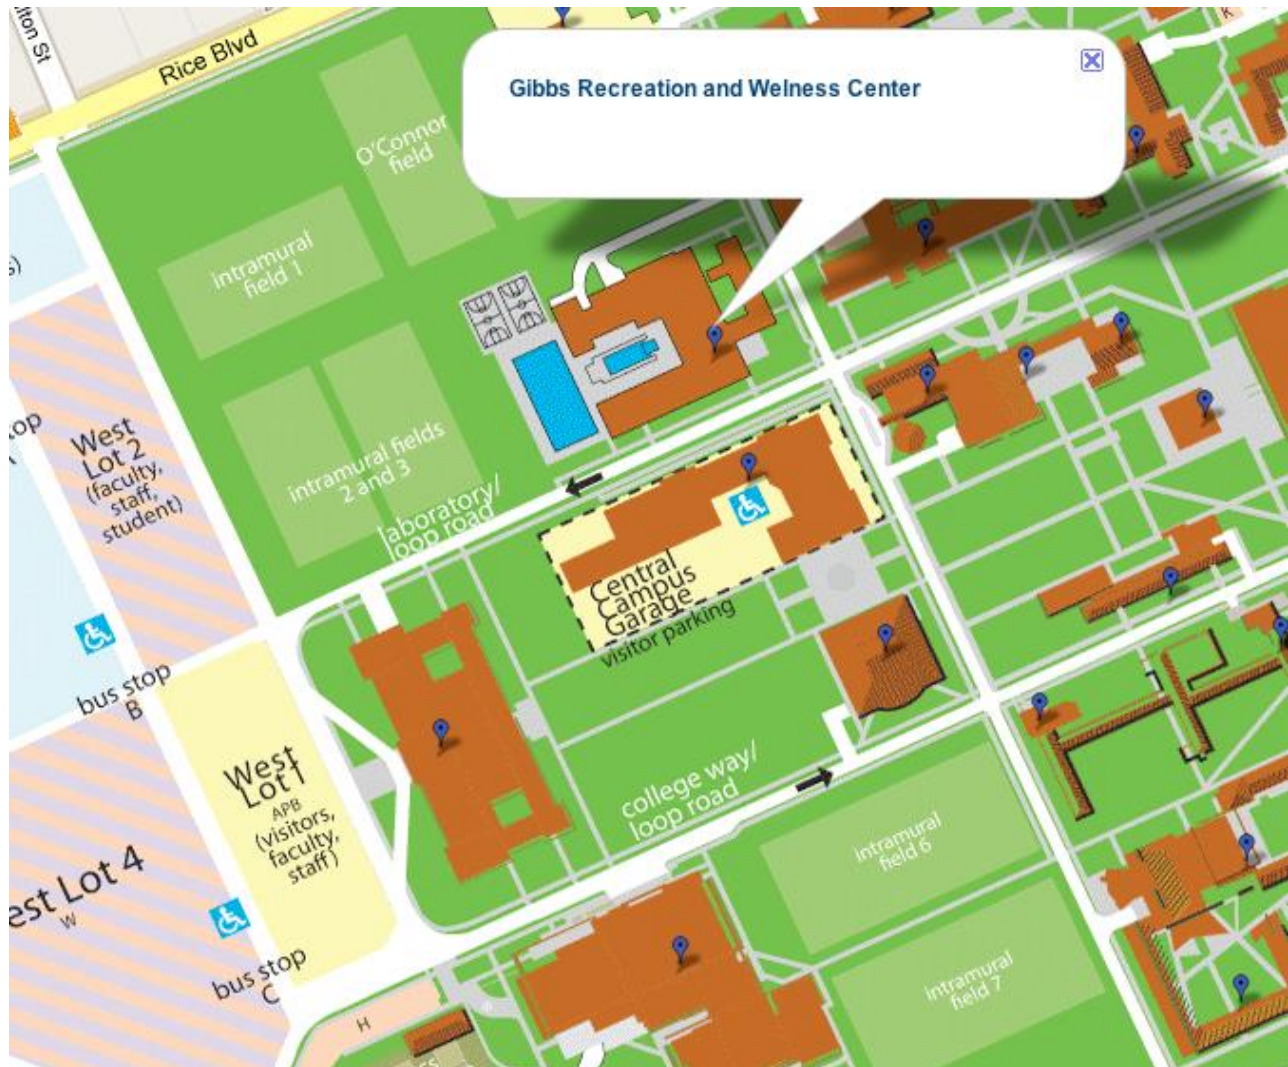 lton St
Rice Blvd
K
Gibbs Recreation and Welness Center
O'Connor
field
intramural
field 1
s)
top
West
Lot 2
(faculty,
staff,
student)
intramural fields
2 and 3
laboratory/
loop road
Central
Campus
Garage
visitor parking
bus stop
B
West
Lot 1
APB
(visitors,
faculty,
staff)
college way/
loop road
intramural
field 6
est Lot 4
W
bus stop
C
intramural
field 7
H